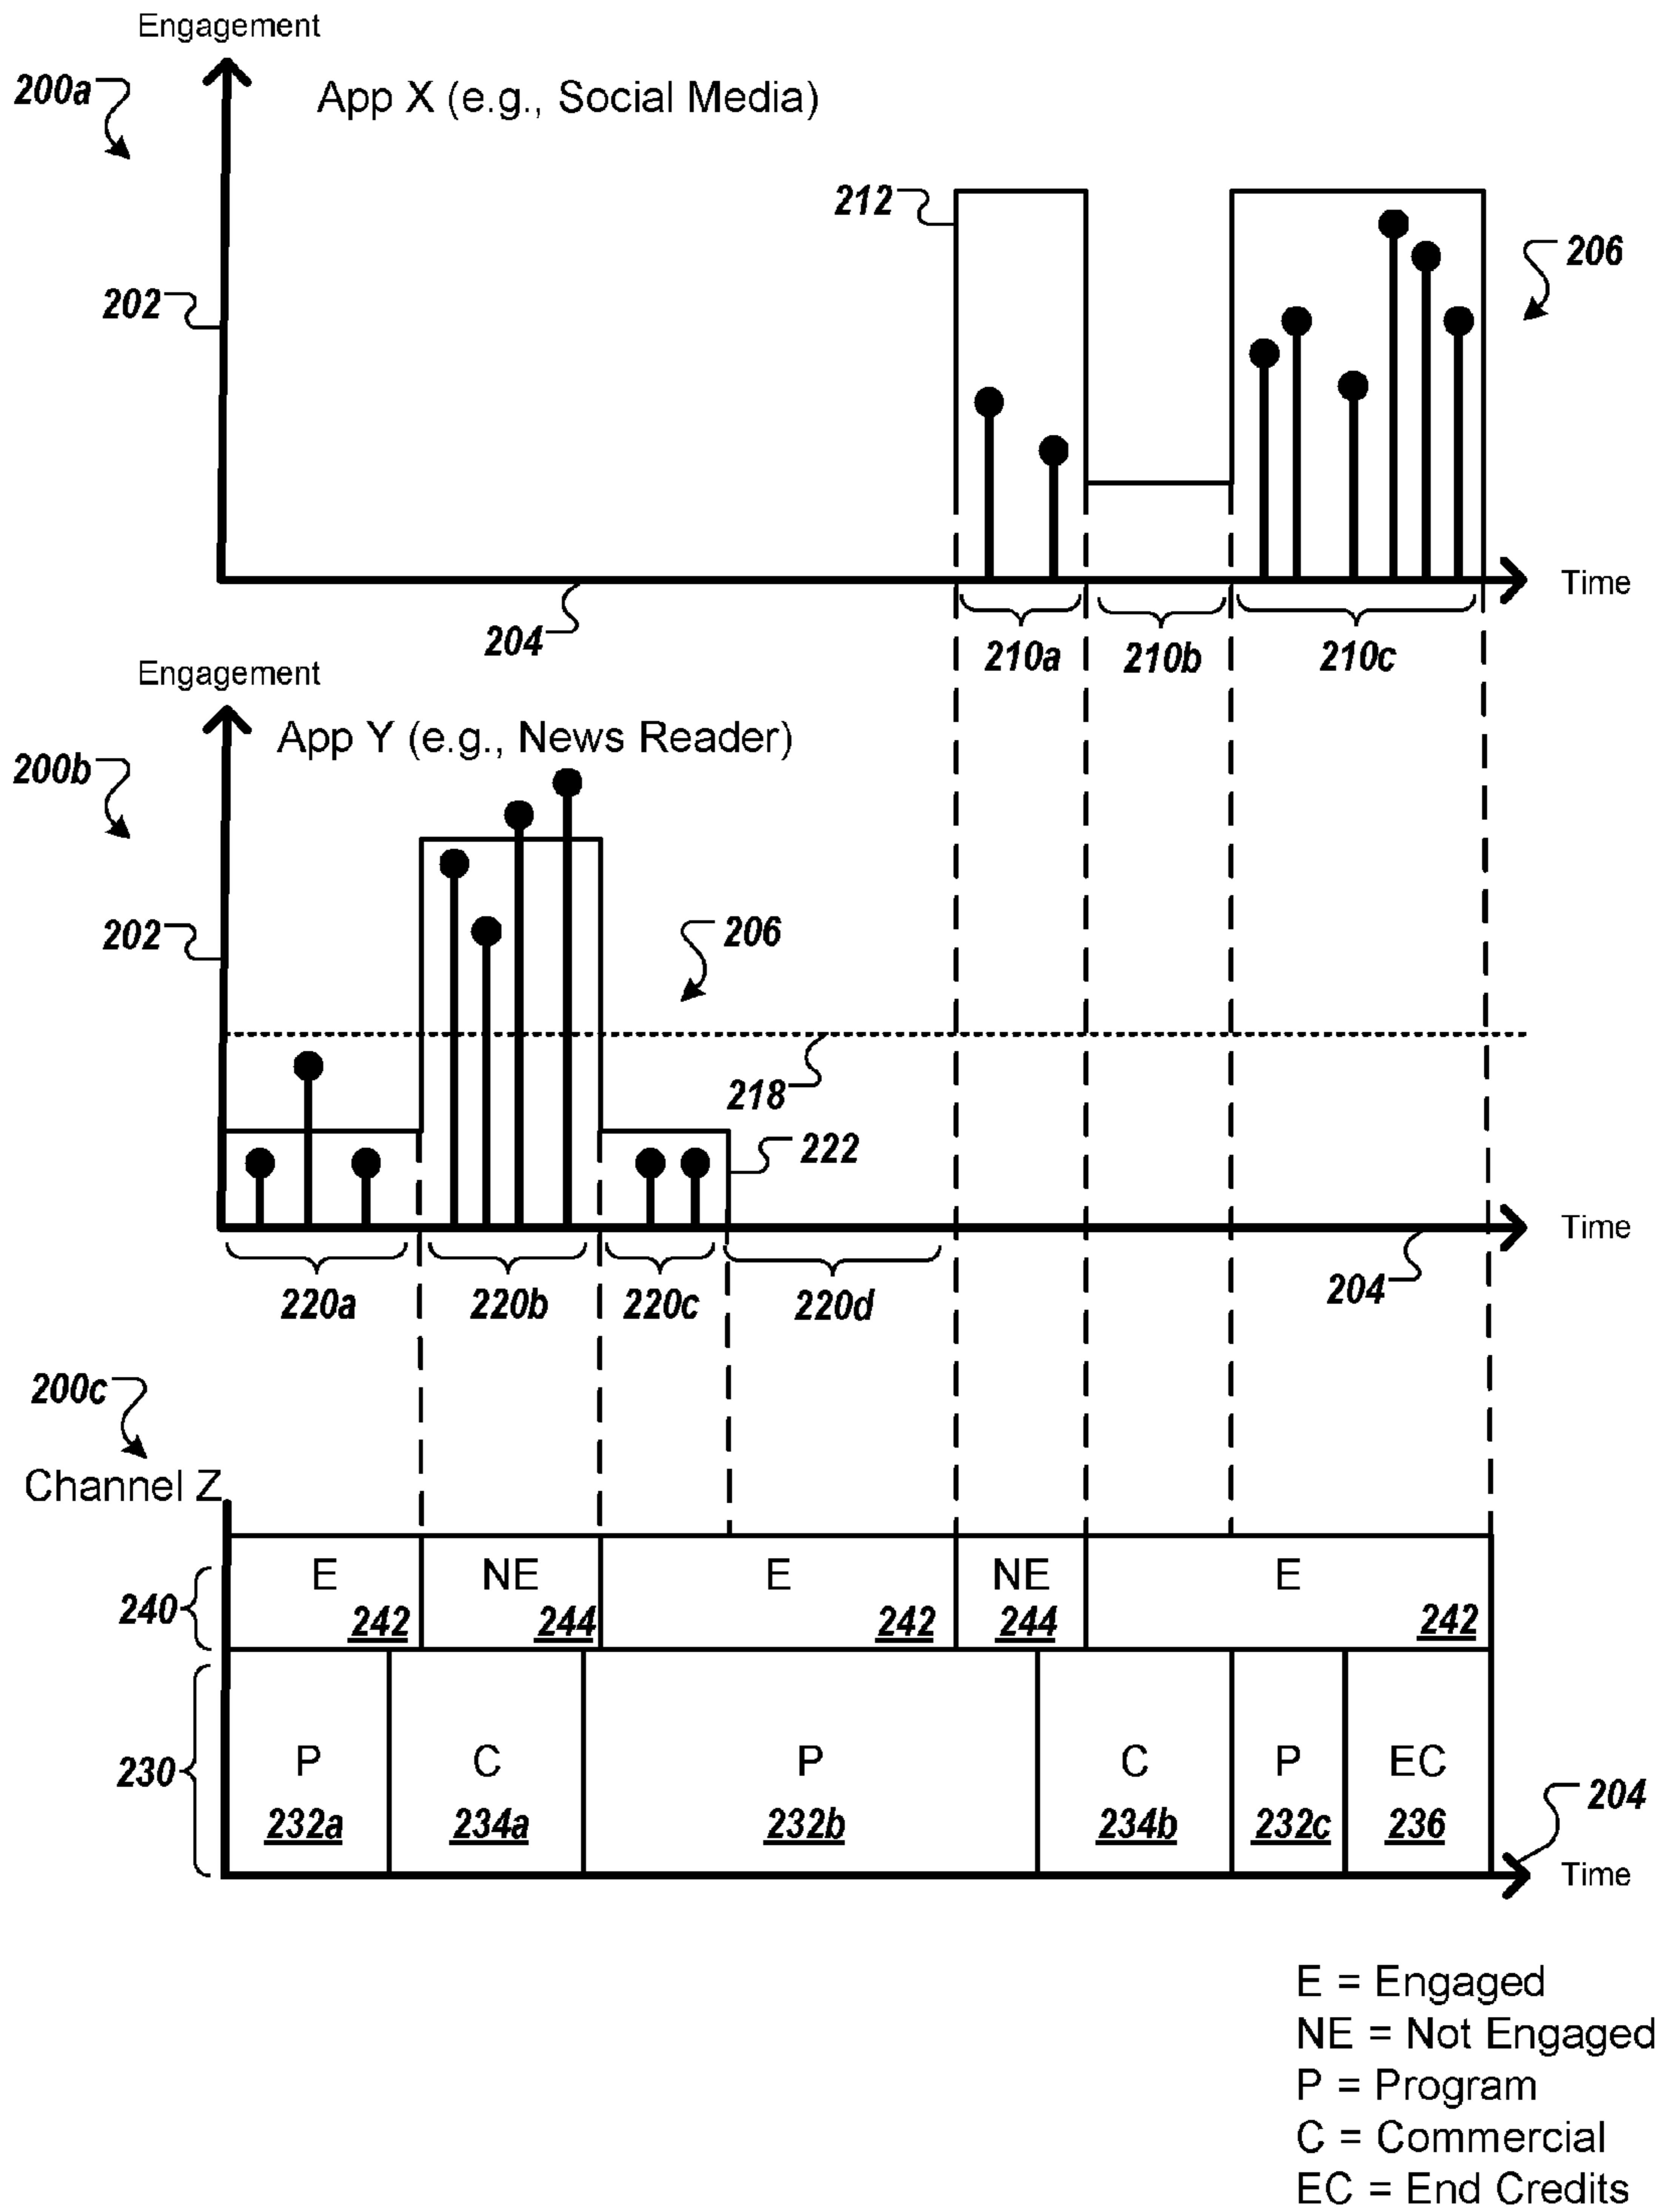 Engagement
200a
App X (e.g., Social Media)
212
206
202
Time
204
210a 210b 210c
Engagement
App Y (e.g., News Reader)
200b
202
206
218
222
Time
220a 220b 220c 220d
204
200c
Channel Z
E NE E NE E
240
242 244 242 244 242
P C P C P EC
230
204
232a 234a 232b 234b 232c 236
Time
E = Engaged
NE = Not Engaged
P = Program
C = Commercial
EC = End Credits